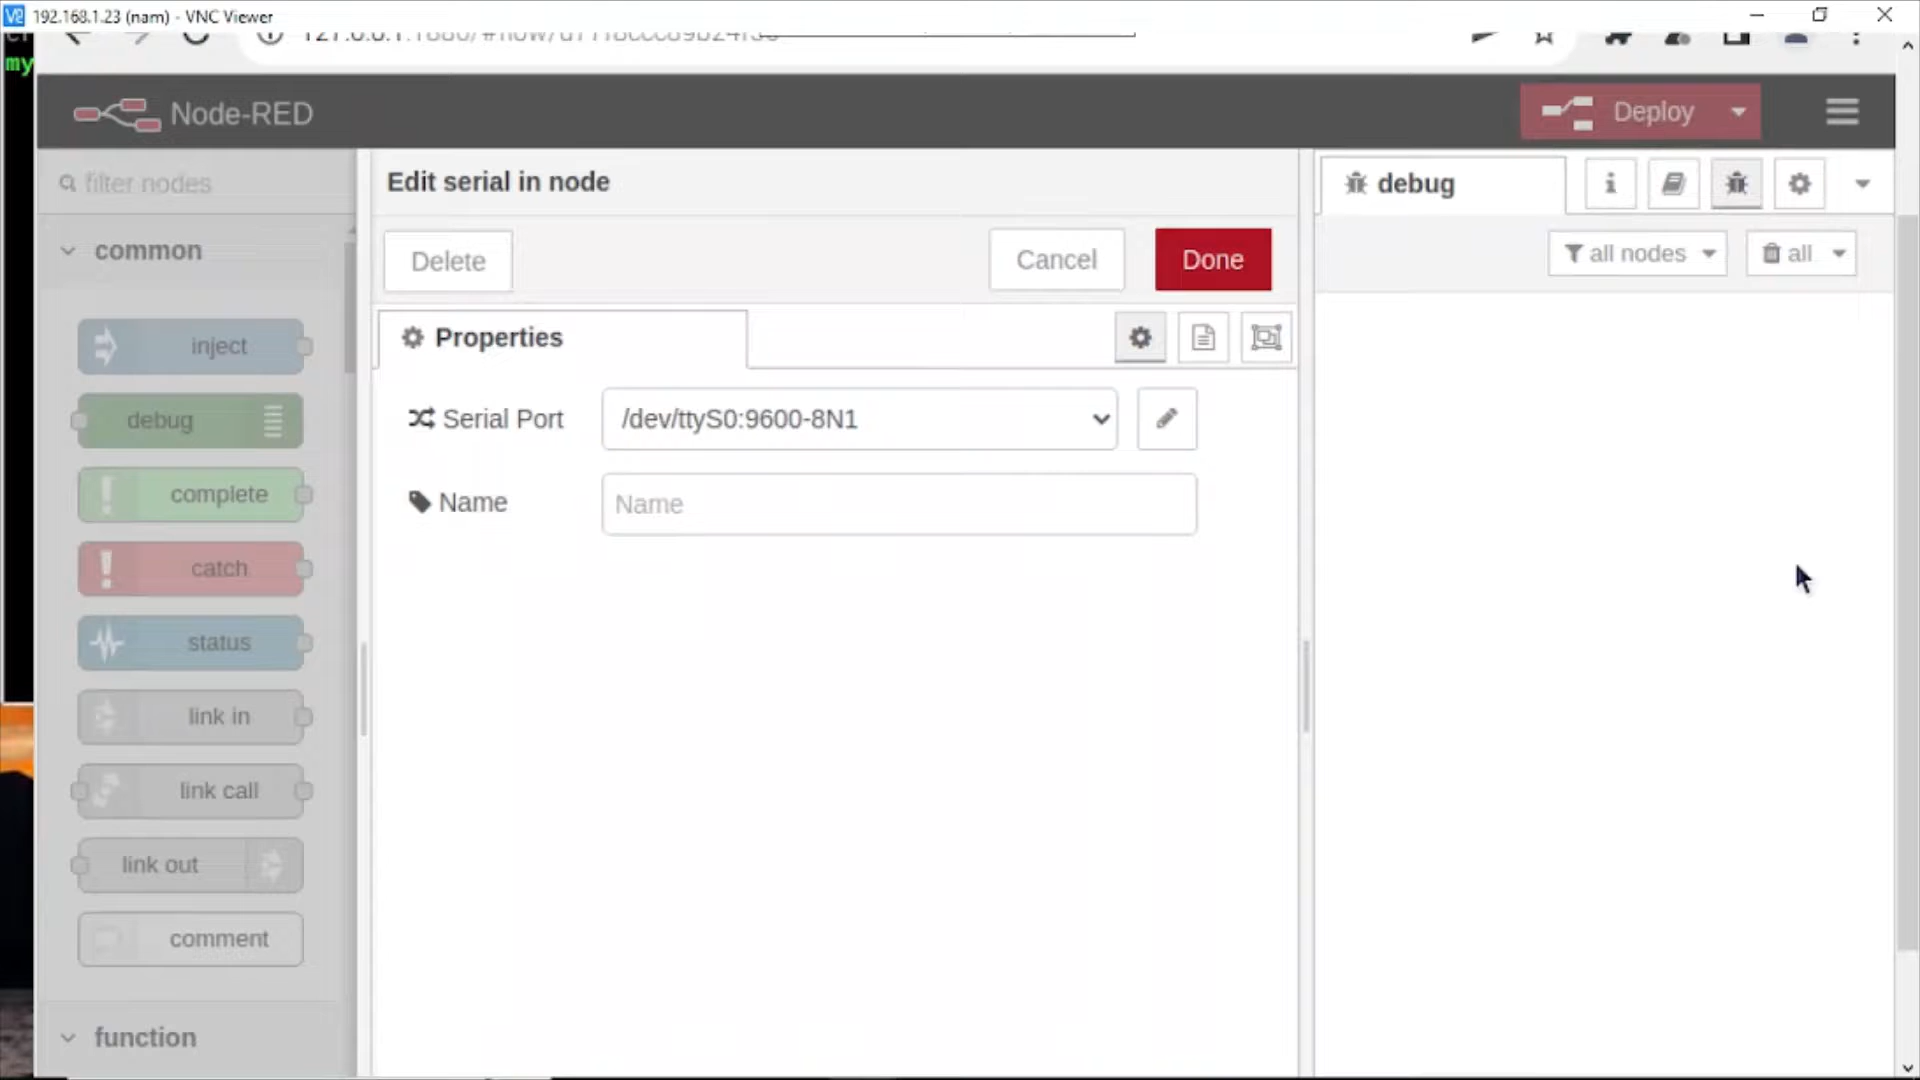 192.168.1.23 (nam) - VNC Viewer
my
Node-RED
Deploy
filter nodes
common
inject
debug
complete
catch
status
link in
link call
link out
comment
function
Edit serial in node
Delete
Cancel
Done
Properties
Serial Port
/dev/ttyS0:9600-8N1
Name
Name
debug
all nodes
all